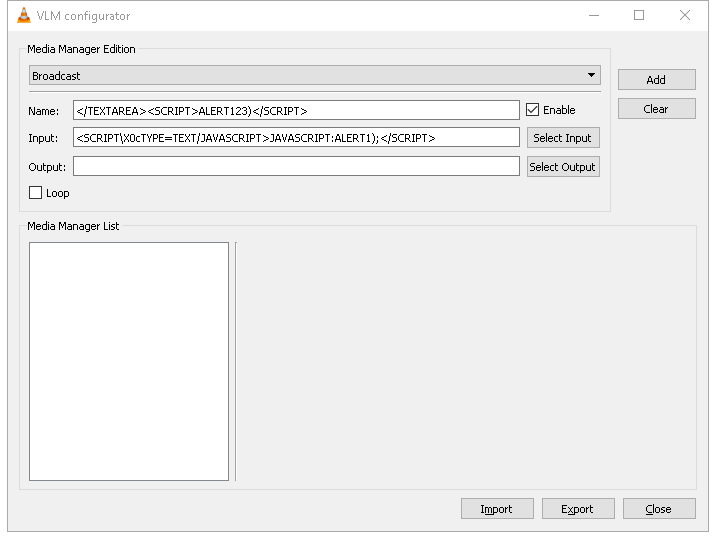 VLM configurator
Media Manager Edition
Broadcast
Add
Name: </TEXTAREA><SCRIPT>ALERT123)</SCRIPT> Enable
Clear
Input: <SCRIPT\X0cTYPE=TEXT/JAVASCRIPT>JAVASCRIPT:ALERT1);</SCRIPT> Select Input
Output: Select Output
Loop
Media Manager List
Import Export Close